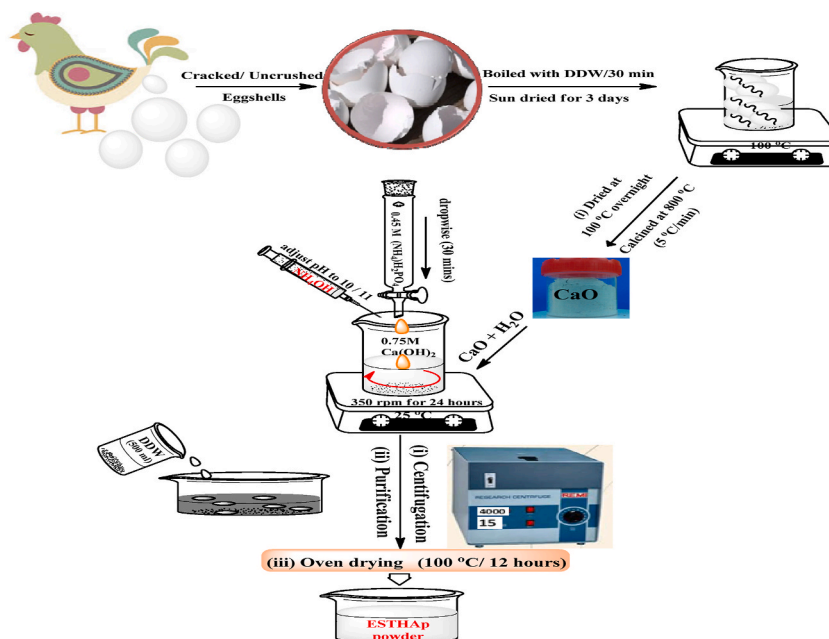 Cracked/ Uncrushed
Eggshells
Boiled with DDW/30 min
Sun dried for 3 days
100 °C
(i) Dried at
100 °C overnight
Calcined at 800 °C
(5 °C/min)
CaO
CaO + H₂O
0.45 M (NH₄)H₂PO₄
dropwise (30 mins)
adjust pH to 10 / 11
NH₄OH
0.75M
Ca(OH)₂
350 rpm for 24 hours
25 °C
DDW
(500 ml)
(i) Centifugation
(ii) Purification
RESEARCH CENTRIFUGE
REMI
4000
15
(iii) Oven drying (100 °C/ 12 hours)
ESTHAp
powder